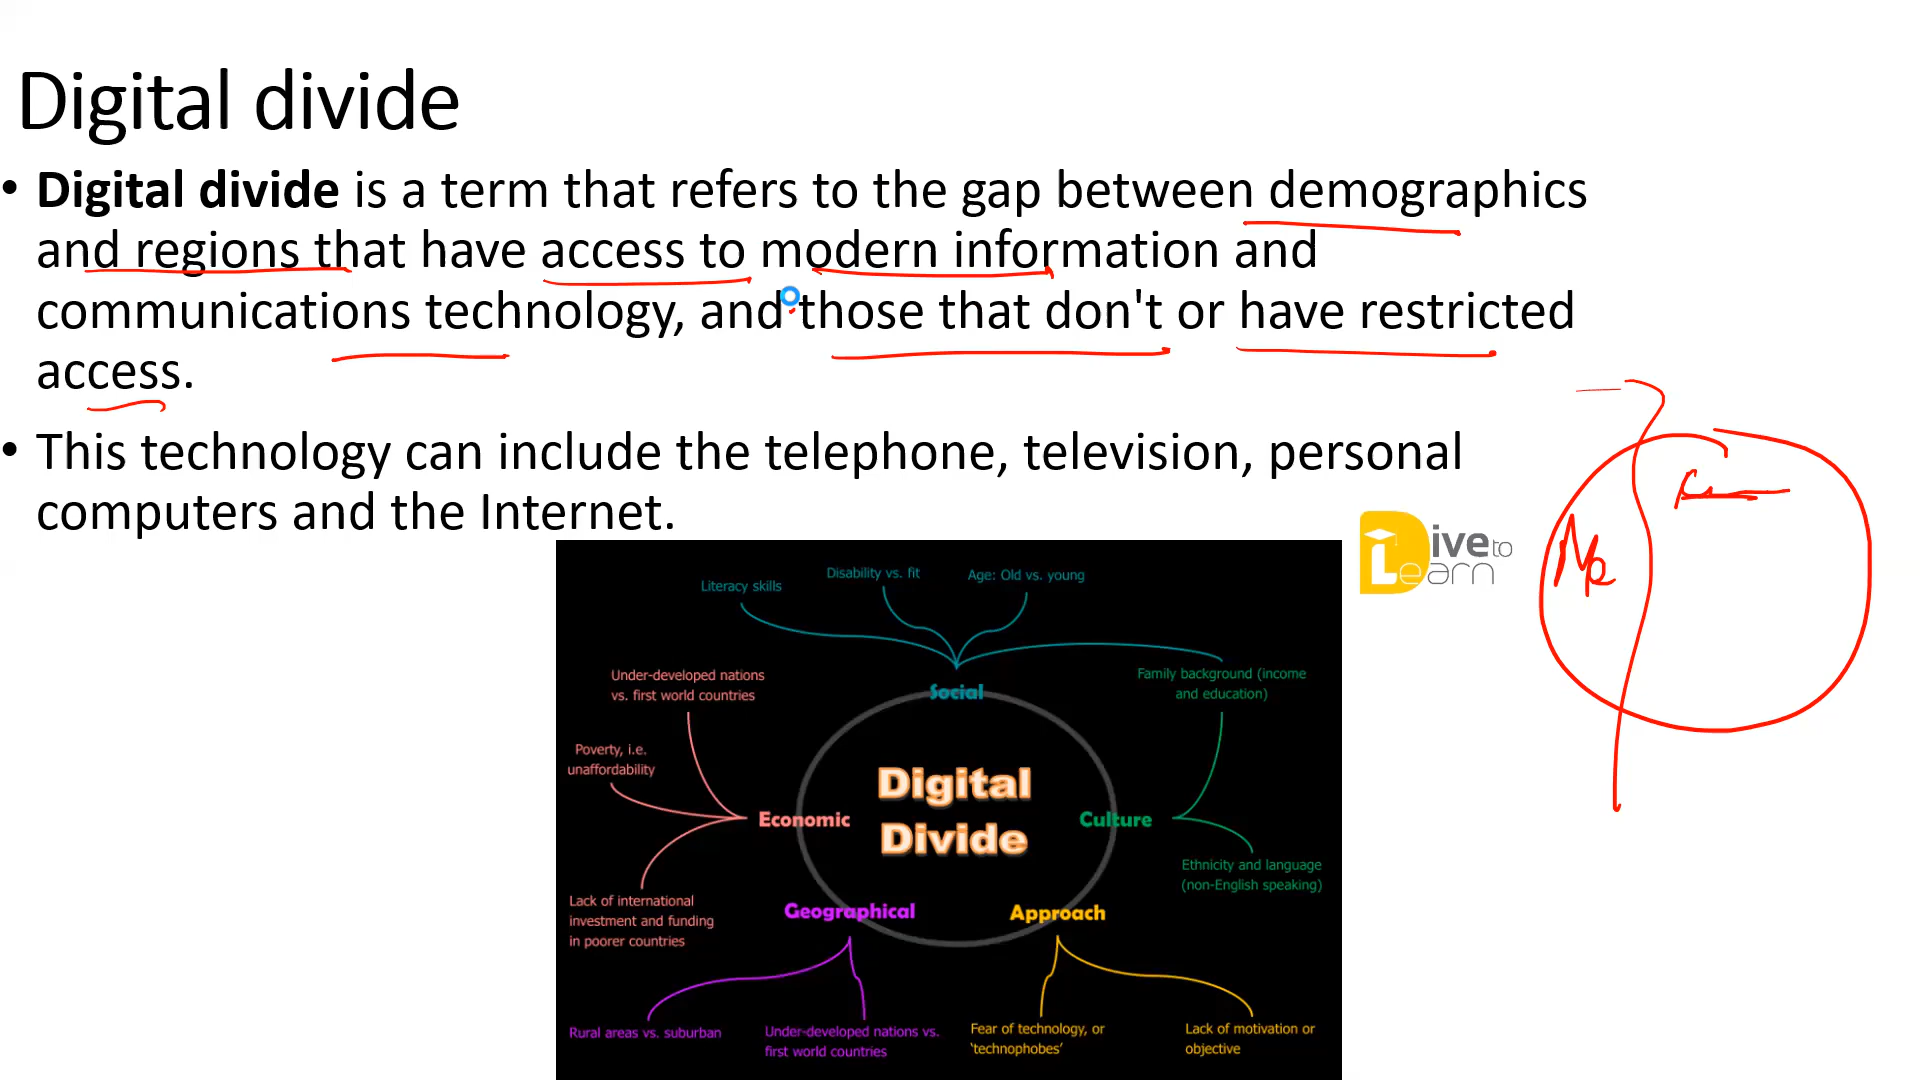 Digital divide
• Digital divide is a term that refers to the gap between demographics
and regions that have access to modern information and
communications technology, and those that don't or have restricted
access.
• This technology can include the telephone, television, personal
computers and the Internet.
Dive to
Learn
Literacy skills
Disability vs. fit
Age: Old vs. young
Social
Under-developed nations
vs. first world countries
Poverty, i.e.
unaffordability
Economic
Lack of international
investment and funding
in poorer countries
Digital
Divide
Family background (income
and education)
Culture
Ethnicity and language
(non-English speaking)
Geographical
Rural areas vs. suburban
Under-developed nations vs.
first world countries
Approach
Fear of technology, or
'technophobes'
Lack of motivation or
objective